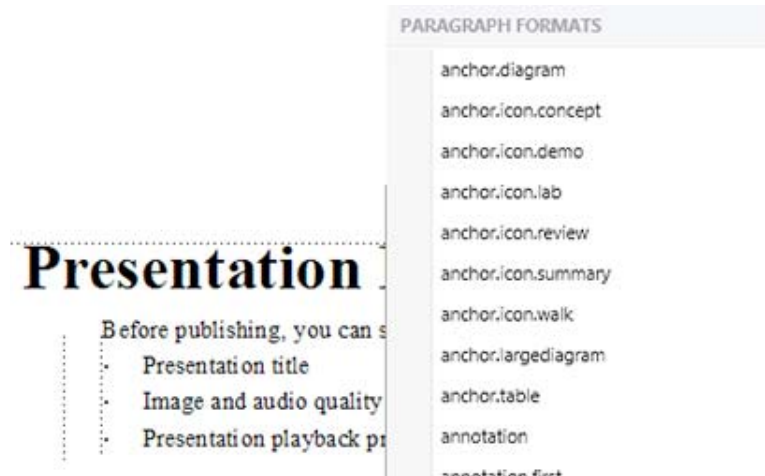 PARAGRAPH FORMATS
anchor.diagram
anchor.icon.concept
anchor.icon.demo
anchor.icon.lab
anchor.icon.review
anchor.icon.summary
anchor.icon.walk
anchor.largediagram
anchor.table
annotation
annotation.first
Presentation
Before publishing, you can s
· Presentation title
· Image and audio quality
· Presentation playback pr